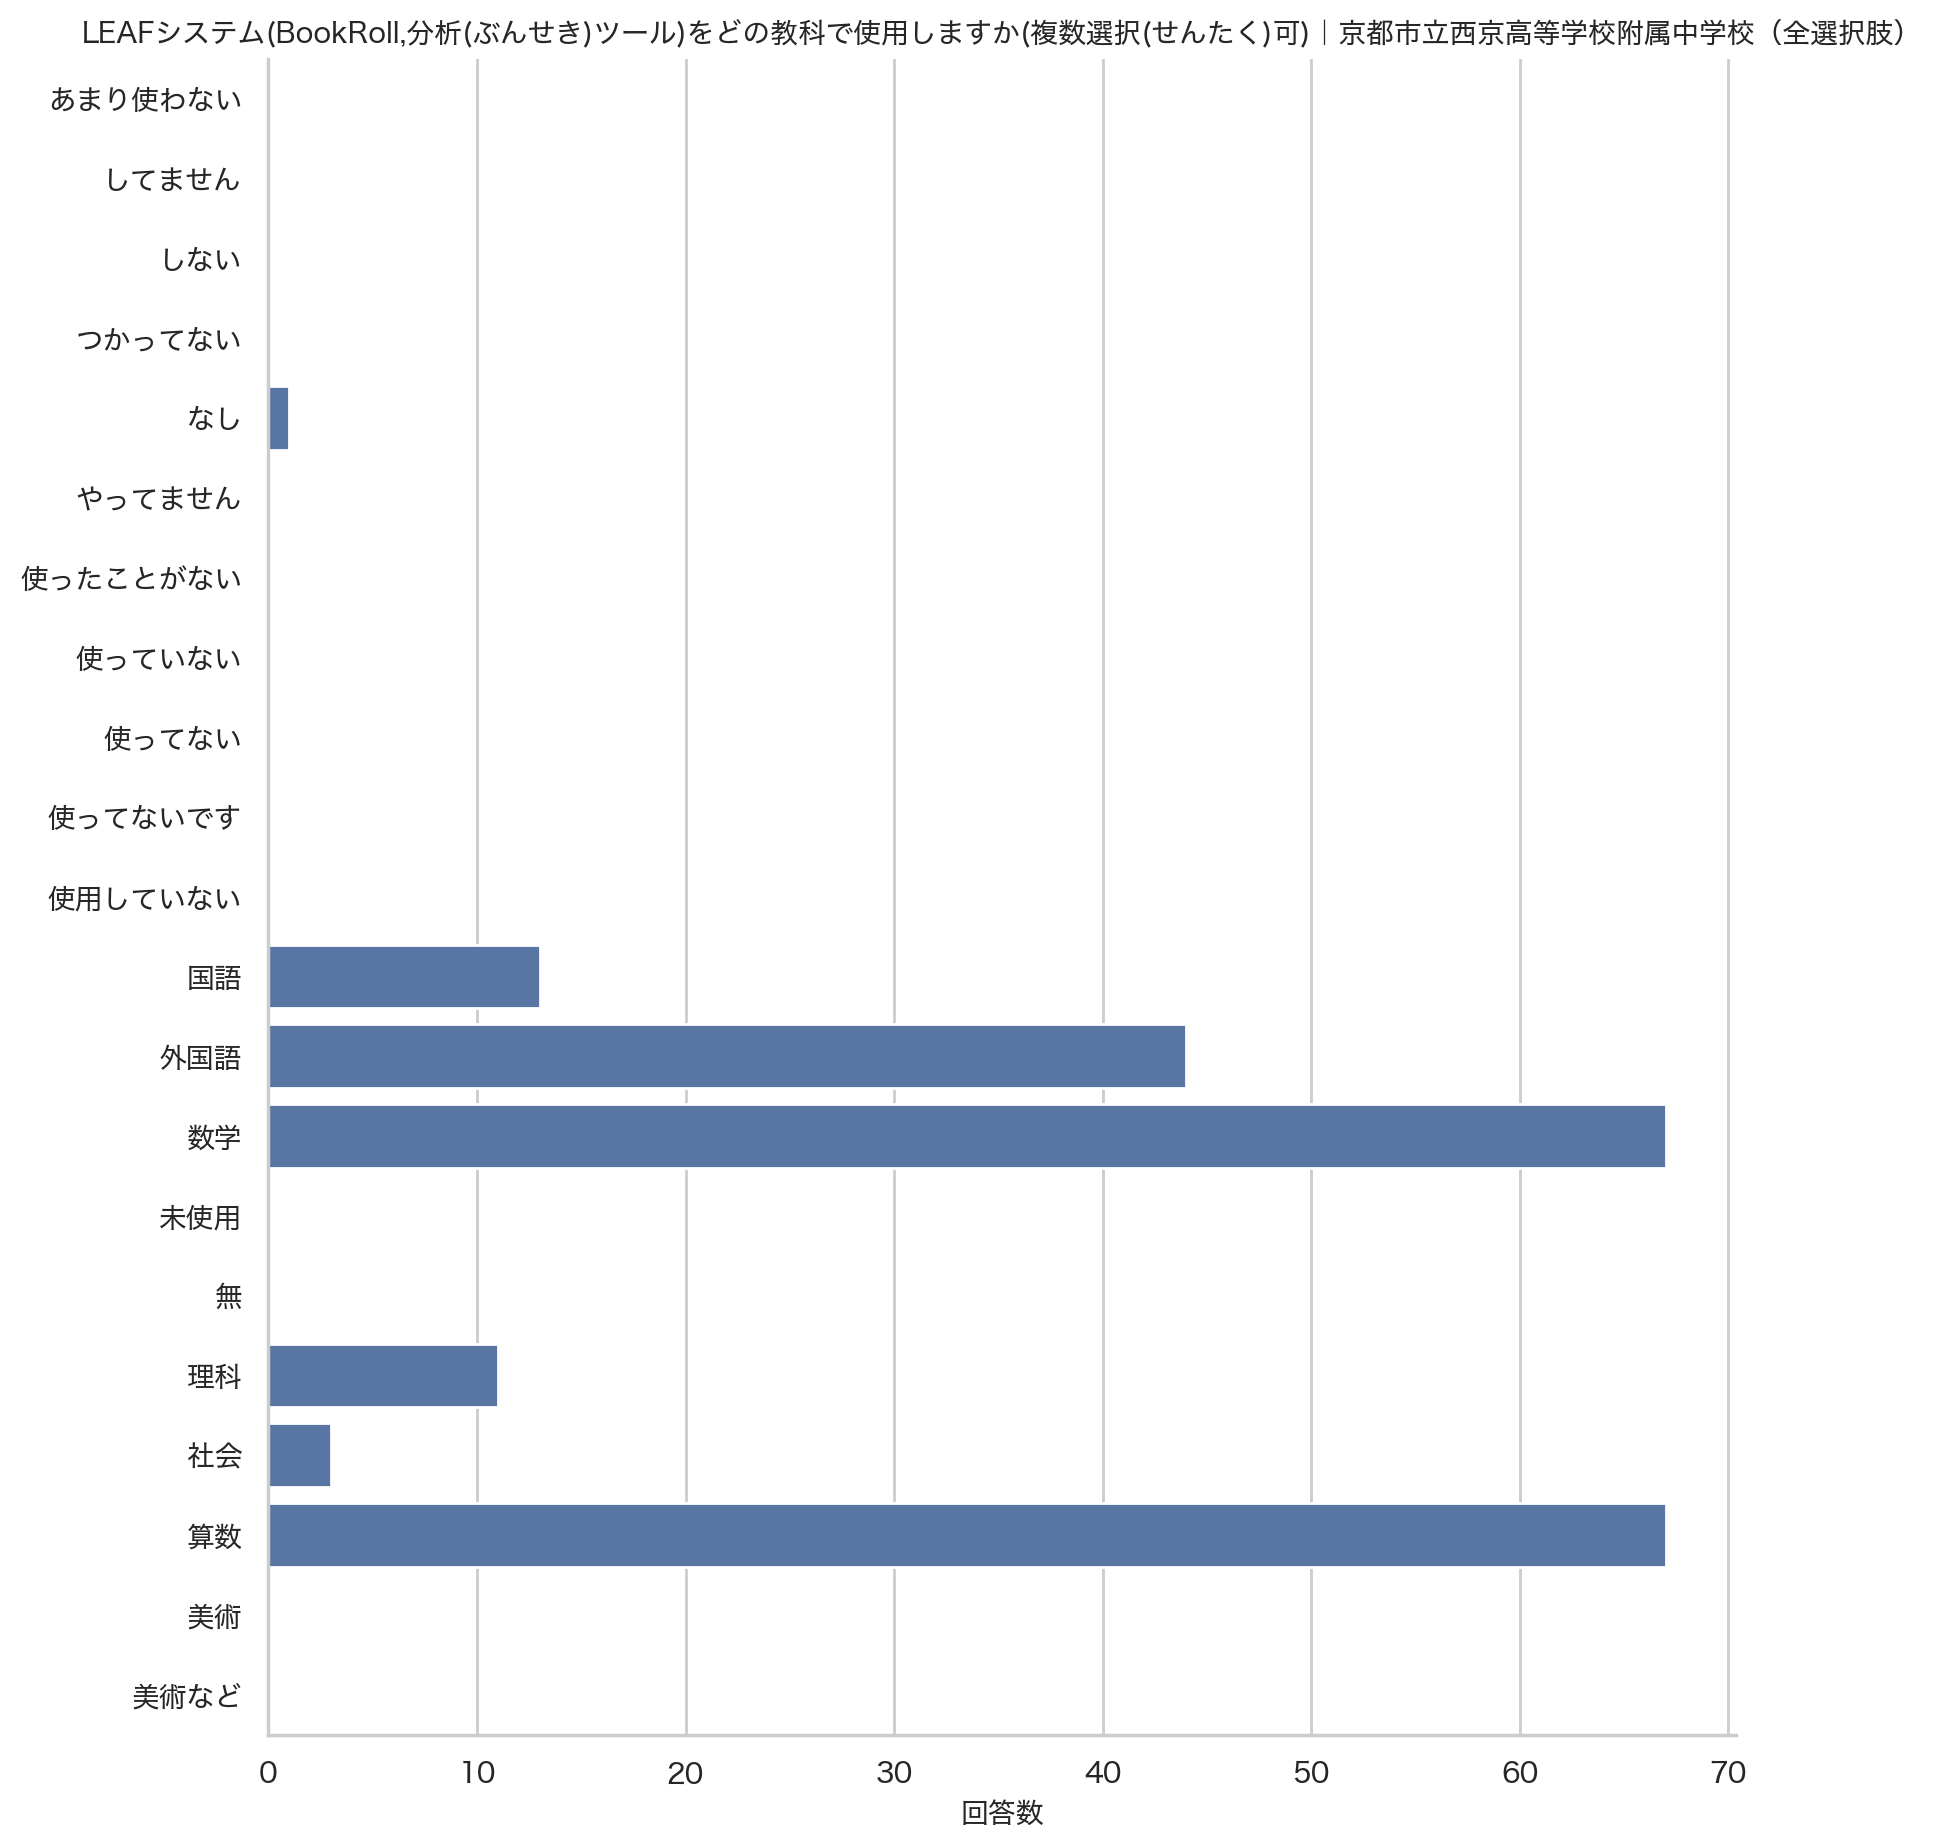 LEAFシステム(BookRoll,分析(ぶんせき)ツール)をどの教科で使用しますか(複数選択(せんたく)可)｜京都市立西京高等学校附属中学校（全選択肢）
あまり使わない
してません
しない
つかってない
なし
やってません
使ったことがない
使っていない
使ってない
使ってないです
使用していない
国語
外国語
数学
未使用
無
理科
社会
算数
美術
美術など
0 10 20 30 40 50 60 70
回答数